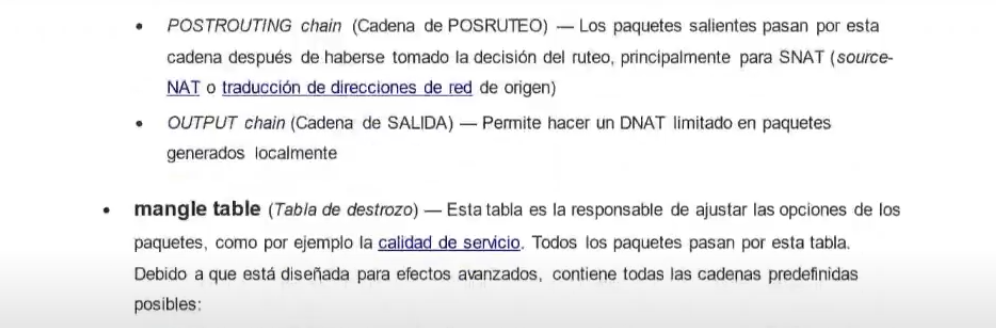 • POSTROUTING chain (Cadena de POSRUTEO) — Los paquetes salientes pasan por esta
cadena después de haberse tomado la decisión del ruteo, principalmente para SNAT (source-
NAT o traducción de direcciones de red de origen)
• OUTPUT chain (Cadena de SALIDA) — Permite hacer un DNAT limitado en paquetes
generados localmente
• mangle table (Tabla de destrozo) — Esta tabla es la responsable de ajustar las opciones de los
paquetes, como por ejemplo la calidad de servicio. Todos los paquetes pasan por esta tabla.
Debido a que está diseñada para efectos avanzados, contiene todas las cadenas predefinidas
posibles: